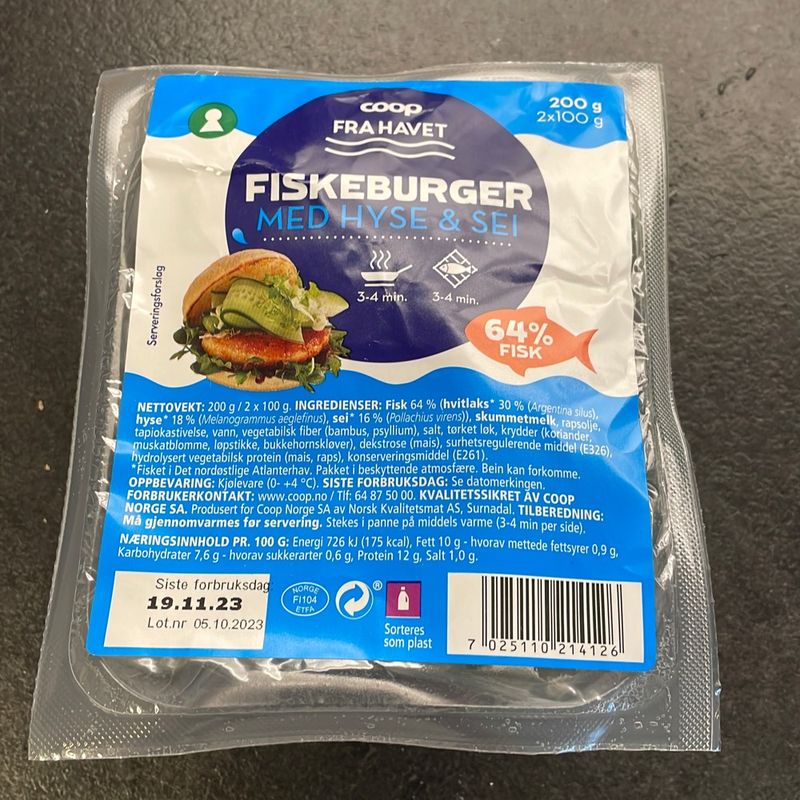 coop
FRA HAVET
200 g
2x100 g
FISKEBURGER
MED HYSE & SEI
3-4 min.
3-4 min.
64%
FISK
Serveringsforslag
NETTOVEKT: 200 g / 2 x 100 g. INGREDIENSER: Fisk 64 % (hvitlaks* 30 % (Argentina silus),
hyse* 18 % (Melanogrammus aeglefinus), sei* 16 % (Pollachius virens)), skummetmelk, rapsolje,
tapiokastivelse, vann, vegetabilsk fiber (bambus, psyllium), salt, tørket løk, krydder (koriander,
muskatblomme, løpstikke, bukkehornskløver), dekstrose (mais), surhetsregulerende middel (E326),
hydrolysert vegetabilsk protein (mais, raps), konserveringsmiddel (E261).
*Fisket i Det nordøstlige Atlanterhav. Pakket i beskyttende atmosfære. Bein kan forkomme.
OPPBEVARING: Kjølevare (0- +4 °C). SISTE FORBRUKSDAG: Se datomerkingen.
FORBRUKERKONTAKT: www.coop.no / Tlf: 64 87 50 00. KVALITETSSIKRET AV COOP
NORGE SA. Produsert for Coop Norge SA av Norsk Kvalitetsmat AS, Surnadal. TILBEREDNING:
Må gjennomvarmes før servering. Stekes i panne på middels varme (3-4 min per side).
NÆRINGSINNHOLD PR. 100 G: Energi 726 kJ (175 kcal), Fett 10 g - hvorav mettede fettsyrer 0,9 g,
Karbohydrater 7,6 g - hvorav sukkerarter 0,6 g, Protein 12 g, Salt 1,0 g.
Siste forbruksdag
19.11.23
Lot.nr 05.10.2023
NORGE
FI104
EFTA
®
Sorteres
som plast
7 025110 214126